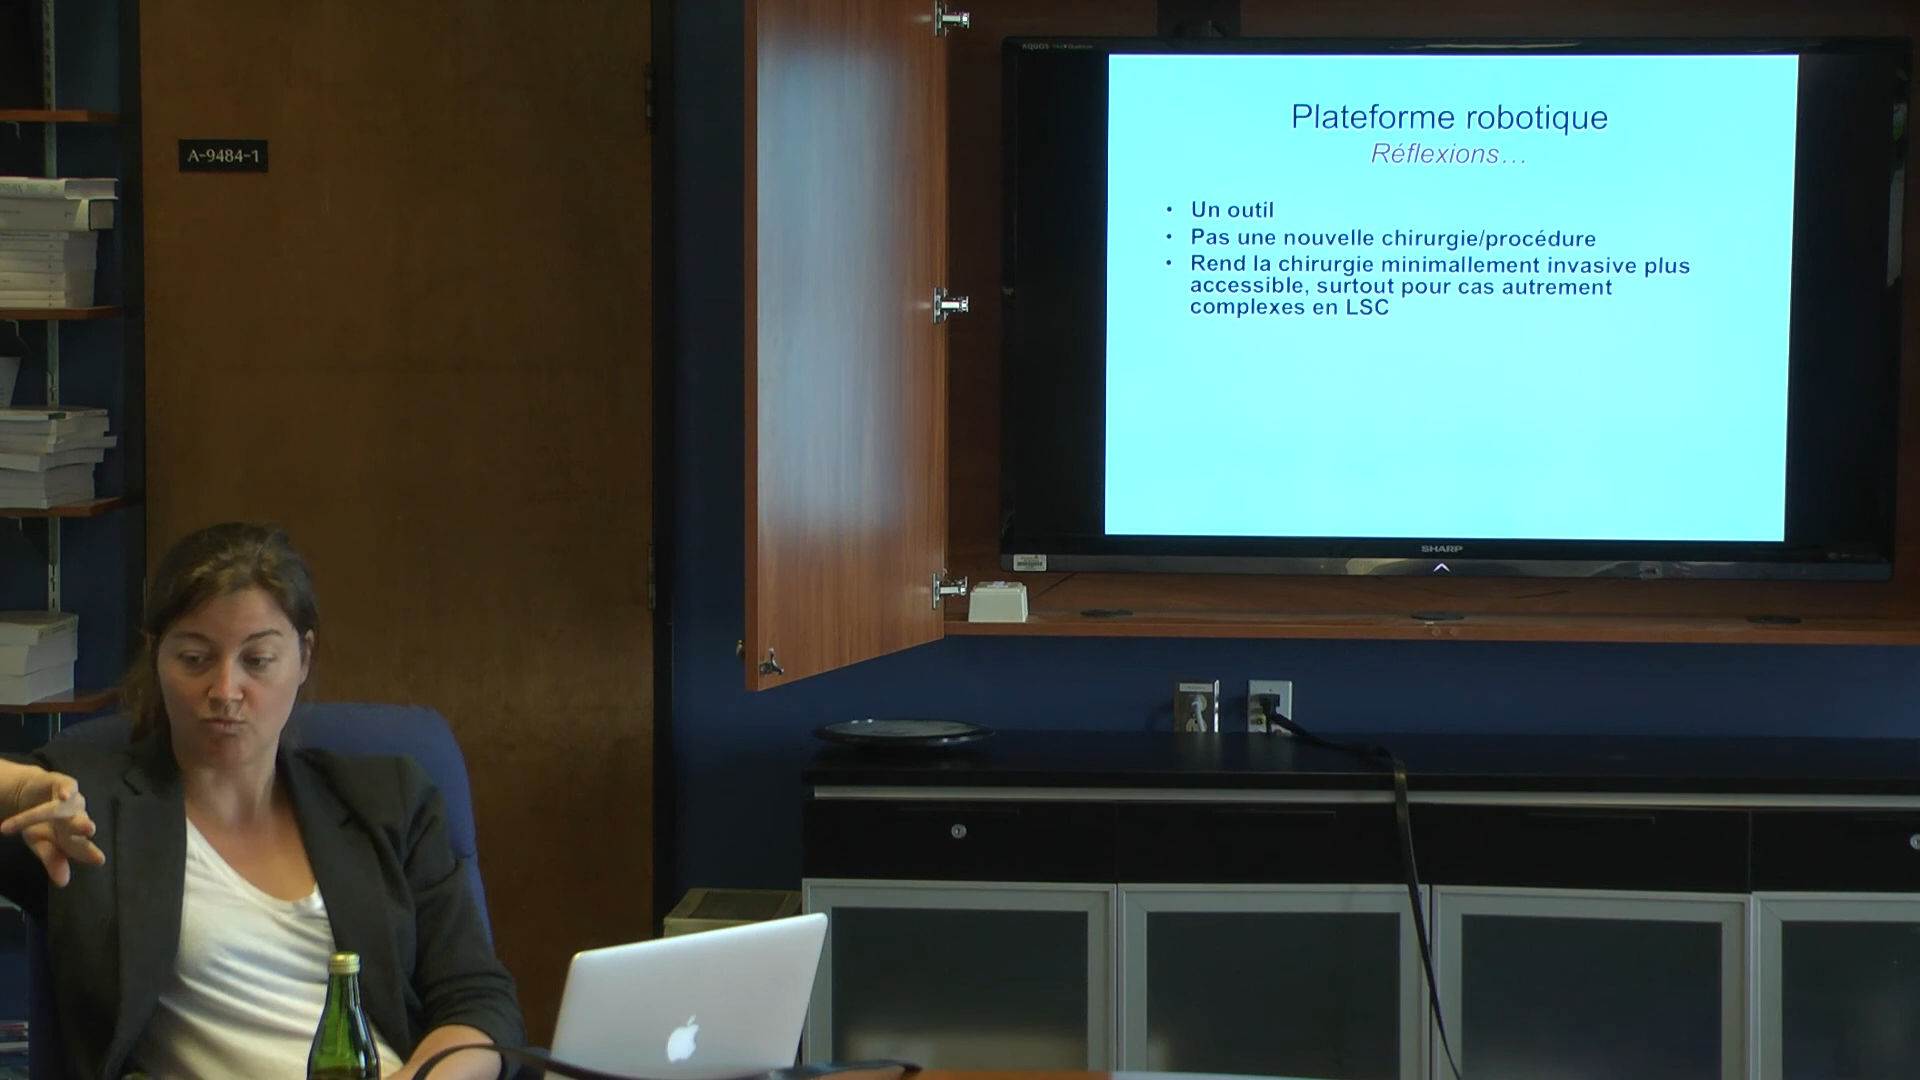 AQUOS
A-9484-1
Plateforme robotique
Réflexions...
• Un outil
• Pas une nouvelle chirurgie/procédure
• Rend la chirurgie minimallement invasive plus
accessible, surtout pour cas autrement
complexes en LSC
SHARP